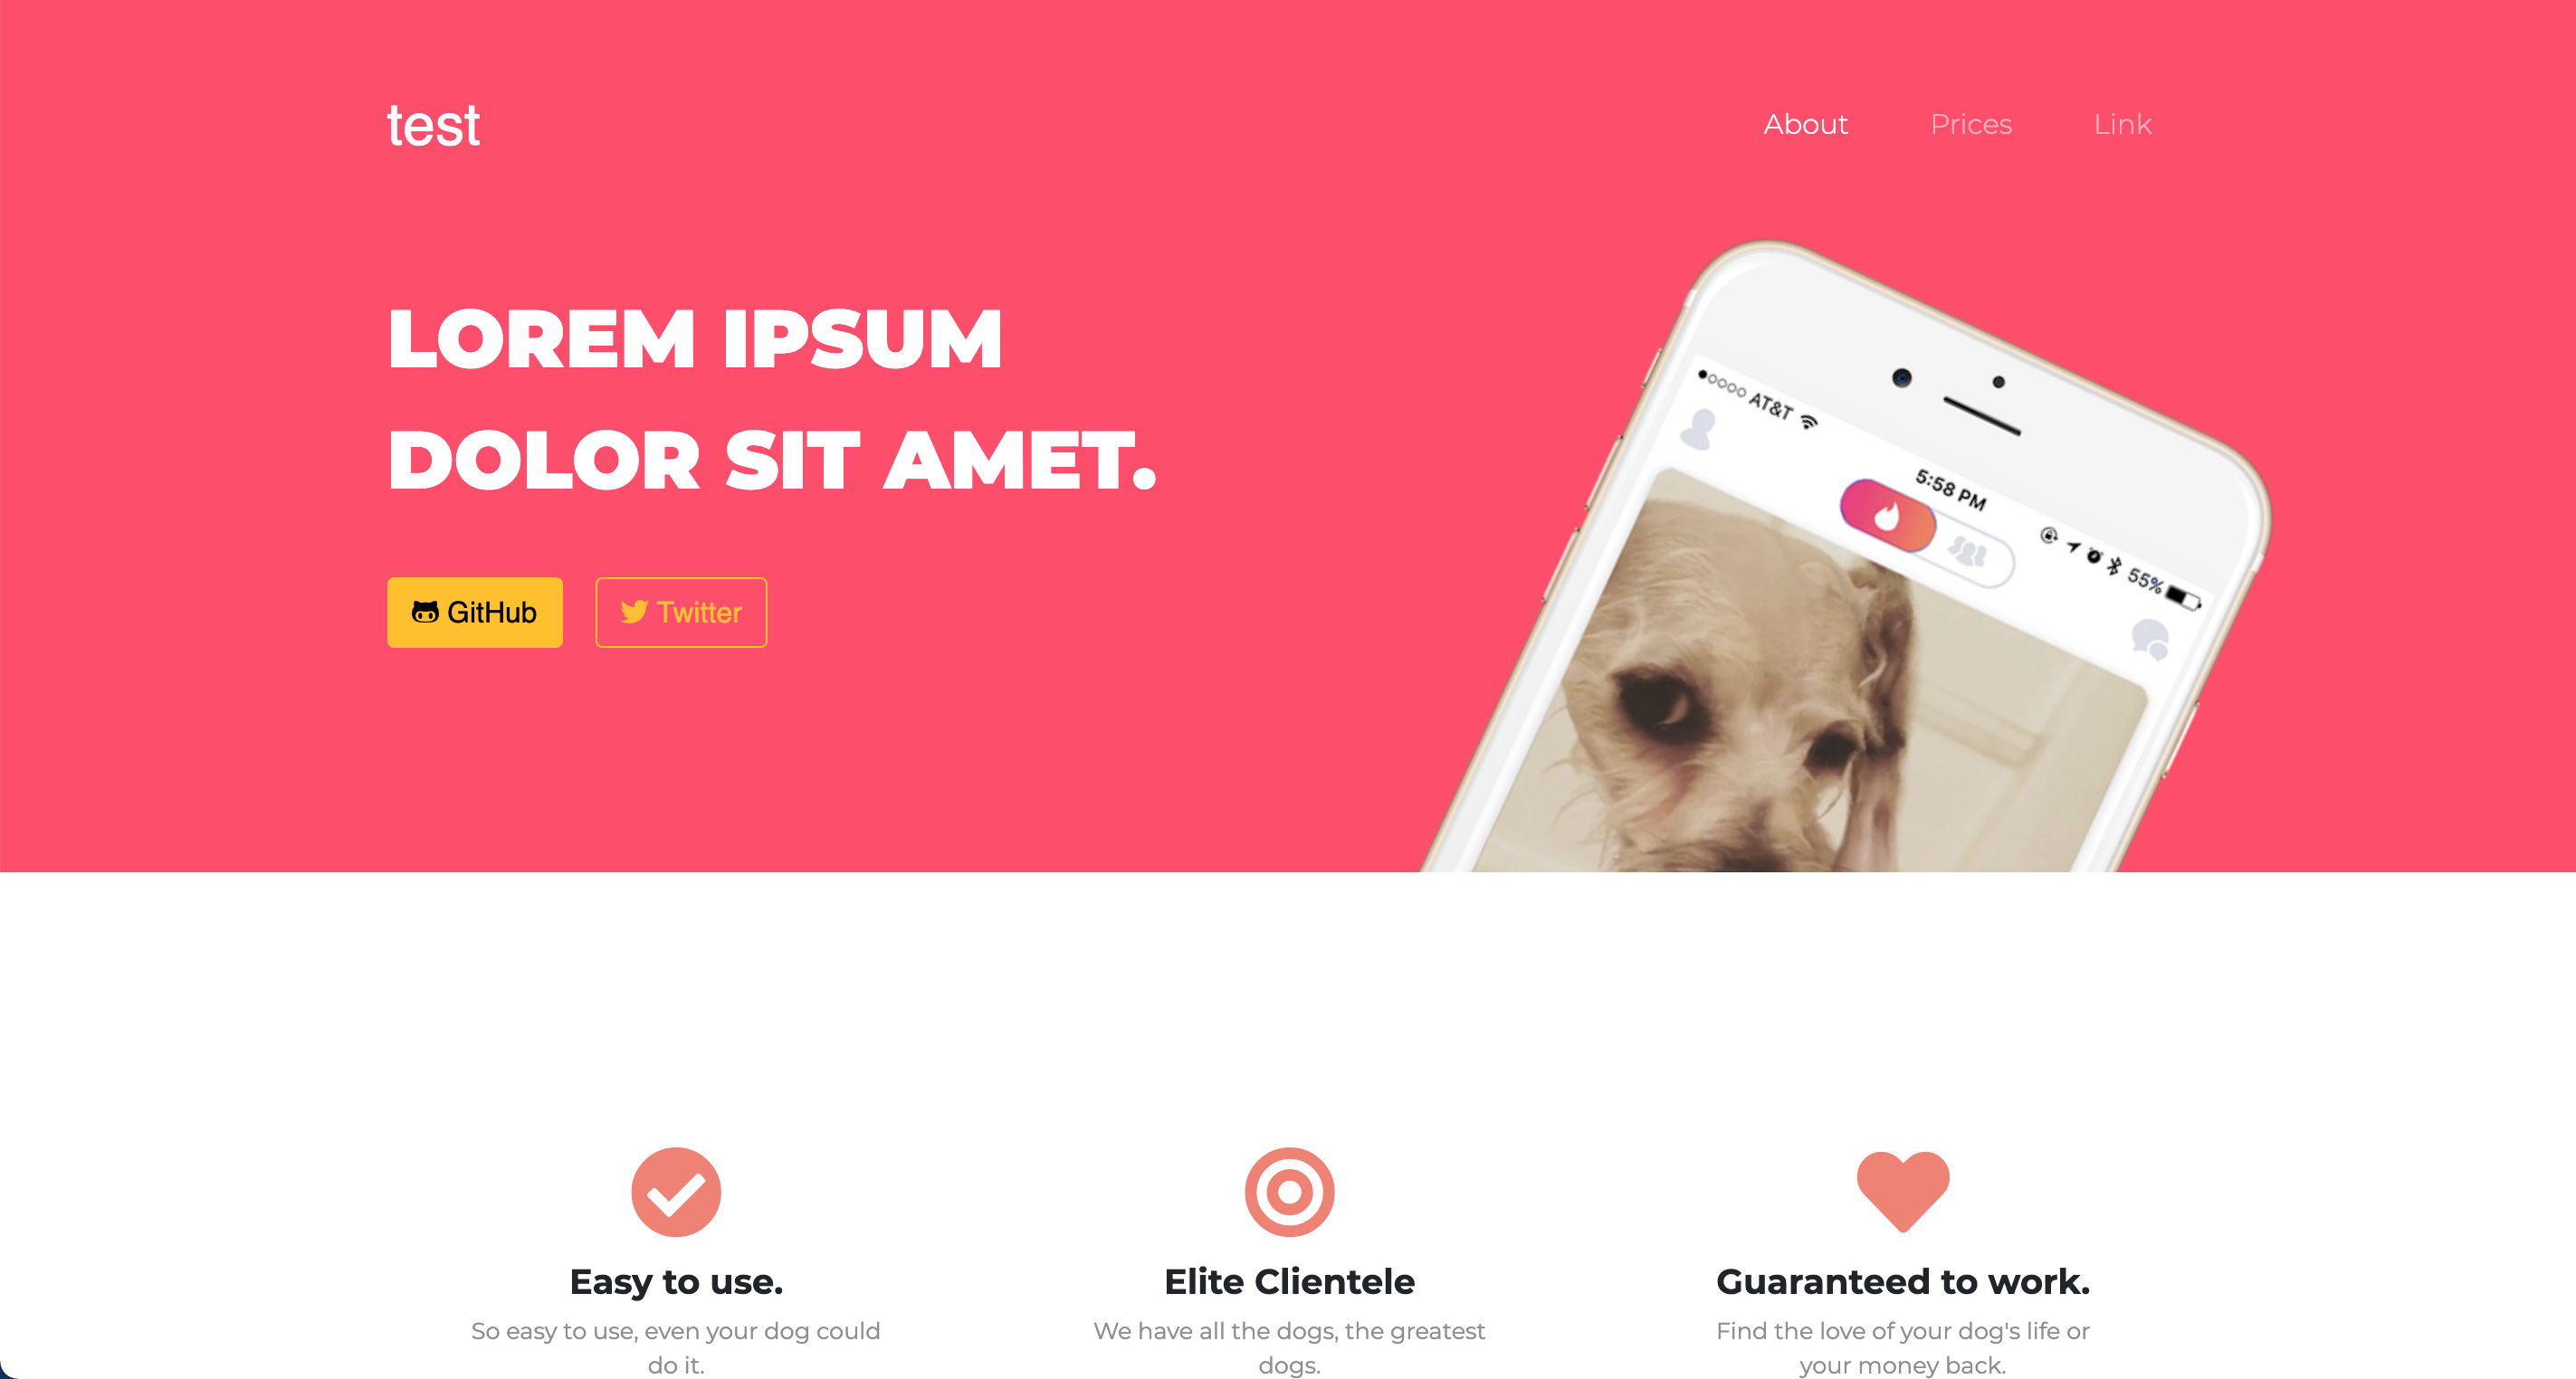 test
About Prices Link
LOREM IPSUM
DOLOR SIT AMET.
GitHub Twitter
AT&T
5:58 PM
55%
Easy to use.
So easy to use, even your dog could
do it.
Elite Clientele
We have all the dogs, the greatest
dogs.
Guaranteed to work.
Find the love of your dog's life or
your money back.